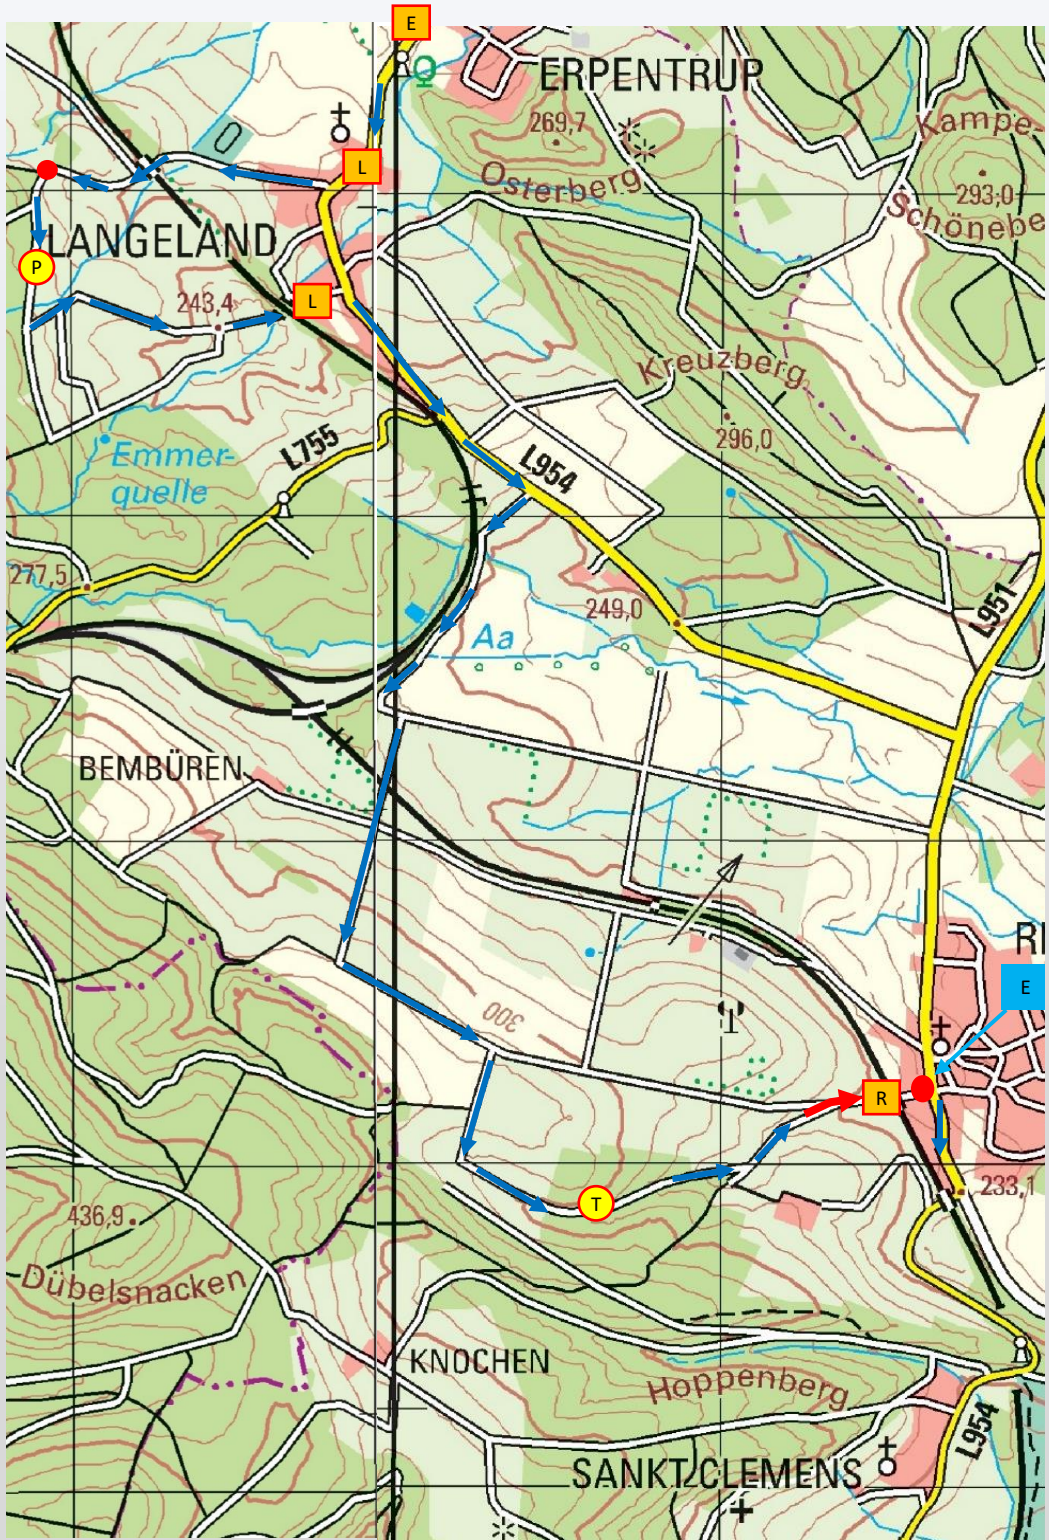 E
ERPENTRUP
269,7
Kampe-
L
Osterberg
293,0
Schönebe
LANGELAND
P
243,4
L
Kreuzberg
296,0
L755
Emmer-
quelle
L954
277,5
249,0
L951
Aa
BEMBÜREN
RI
E
300
R
T
233,1
436,9
Dübelsnacken
KNOCHEN
Hoppenberg
L954
SANKT CLEMENS